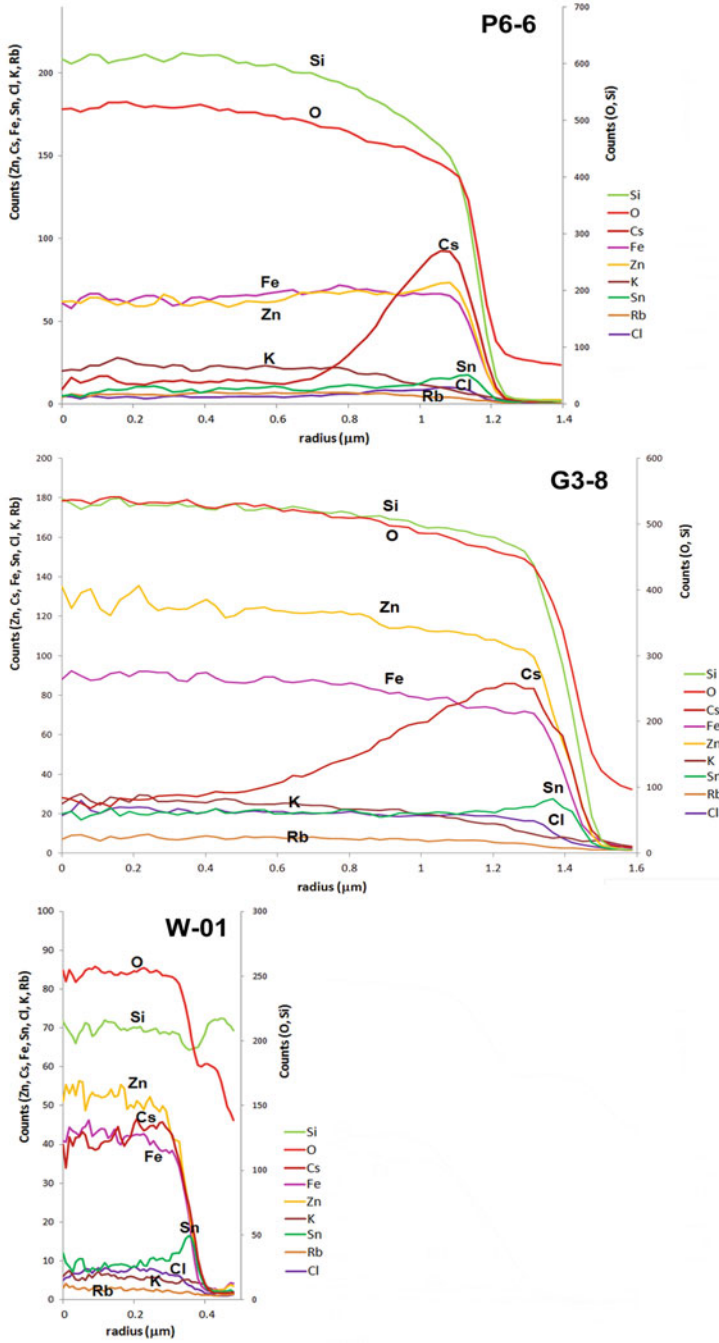 P6-6
Counts (Zn, Cs, Fe, Sn, Cl, K, Rb)
200
150
100
50
0
Si
O
Fe
Zn
K
Cs
Sn
Cl
Rb
0 0.2 0.4 0.6 0.8 1 1.2 1.4
radius (μm)
700
600
500
400
300
200
100
0
Counts (O, Si)
Si
O
Cs
Fe
Zn
K
Sn
Rb
Cl
G3-8
Counts (Zn, Cs, Fe, Sn, Cl, K, Rb)
200
180
160
140
120
100
80
60
40
20
0
Si
O
Zn
Fe
Cs
K
Sn
Cl
Rb
0 0.2 0.4 0.6 0.8 1 1.2 1.4 1.6
radius (μm)
600
500
400
300
200
100
0
Counts (O, Si)
Si
O
Cs
Fe
Zn
K
Sn
Rb
Cl
W-01
Counts (Zn, Cs, Fe, Sn, Cl, K, Rb)
100
90
80
70
60
50
40
30
20
10
0
O
Si
Zn
Cs
Fe
Sn
Cl
K
Rb
0 0.2 0.4
radius (μm)
300
250
200
150
100
50
0
Counts (O, Si)
Si
O
Cs
Fe
Zn
K
Sn
Rb
Cl